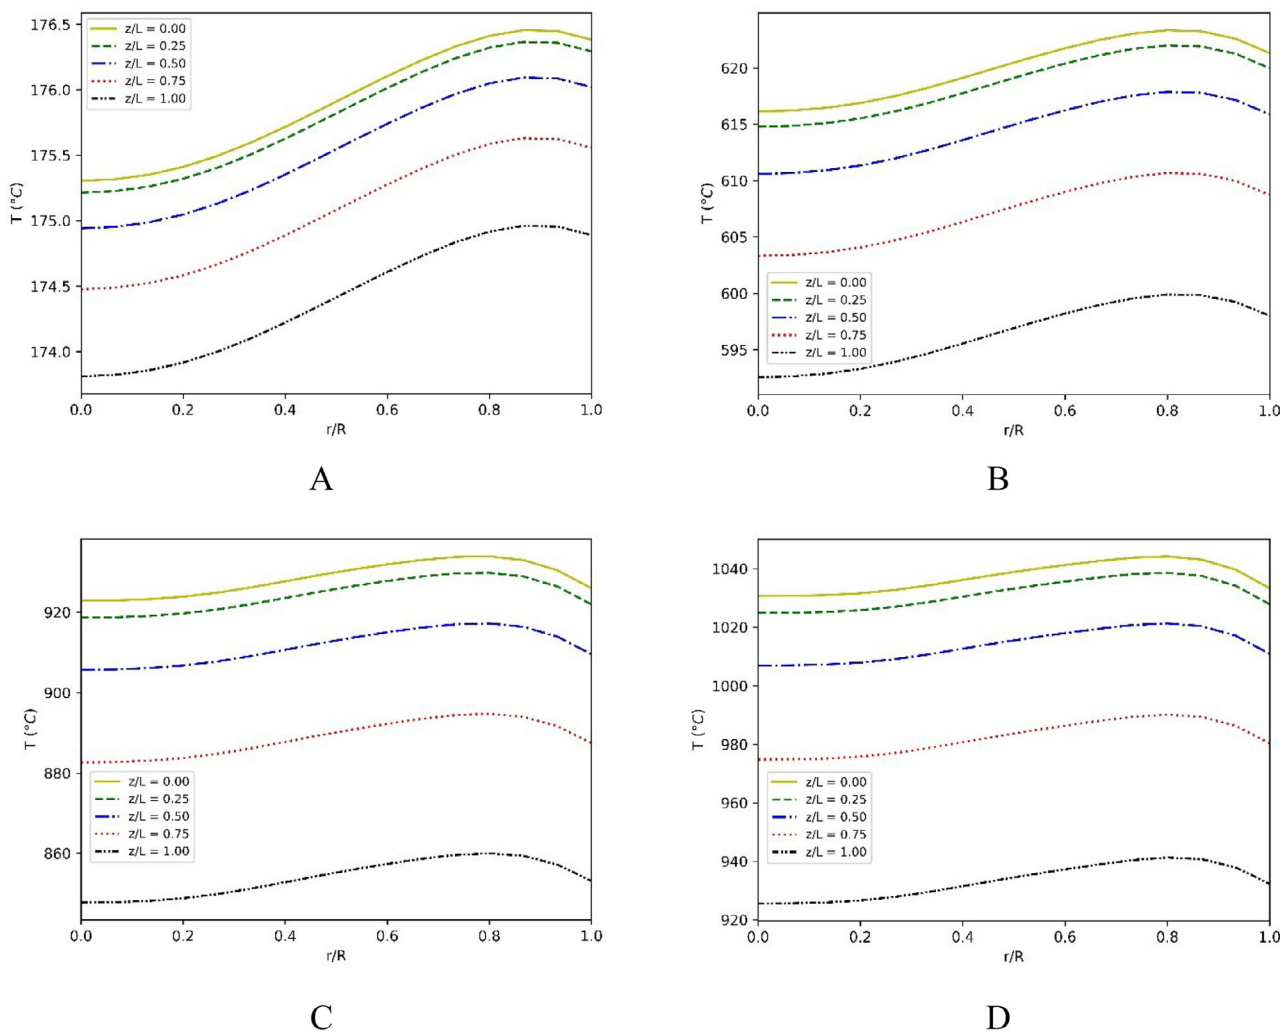 176.5
176.0
175.5
175.0
174.5
174.0
T (°C)
z/L = 0.00
z/L = 0.25
z/L = 0.50
z/L = 0.75
z/L = 1.00
0.0 0.2 0.4 0.6 0.8 1.0
r/R
A
620
615
610
605
600
595
T (°C)
z/L = 0.00
z/L = 0.25
z/L = 0.50
z/L = 0.75
z/L = 1.00
0.0 0.2 0.4 0.6 0.8 1.0
r/R
B
920
900
880
860
T (°C)
z/L = 0.00
z/L = 0.25
z/L = 0.50
z/L = 0.75
z/L = 1.00
0.0 0.2 0.4 0.6 0.8 1.0
r/R
C
1040
1020
1000
980
960
940
920
T (°C)
z/L = 0.00
z/L = 0.25
z/L = 0.50
z/L = 0.75
z/L = 1.00
0.0 0.2 0.4 0.6 0.8 1.0
r/R
D